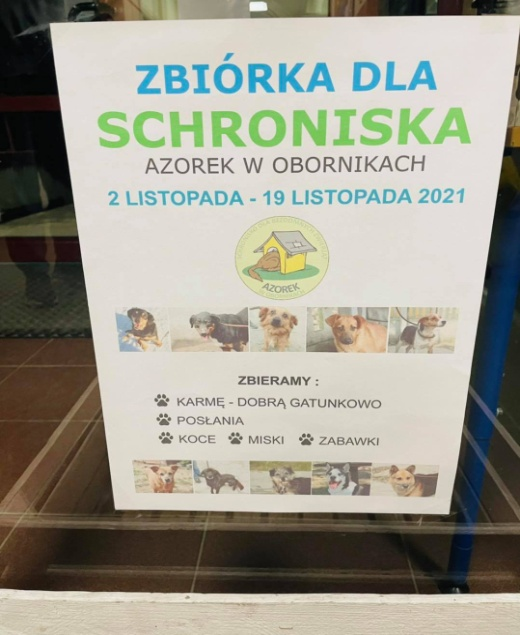 ZBIÓRKA DLA
SCHRONISKA
AZOREK W OBORNIKACH
2 LISTOPADA - 19 LISTOPADA 2021
AZOREK
ZBIERAMY :
KARMĘ - DOBRĄ GATUNKOWO
POSŁANIA
KOCE MISKI ZABAWKI